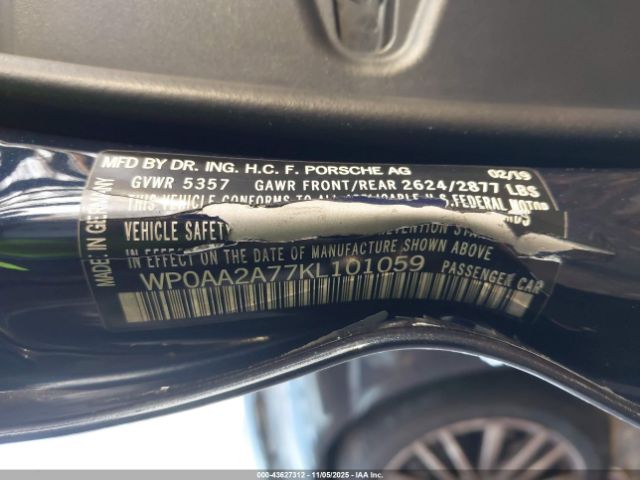 MFD BY DR. ING. H.C. F. PORSCHE AG 02/19
GVWR 5357 GAWR FRONT/REAR 2624/2877 LBS
THIS VEHICLE CONFORMS TO ALL APPLICABLE U.S. FEDERAL MOTOR
VEHICLE SAFETY
IN EFFECT ON THE DATE OF MANUFACTURE SHOWN ABOVE
WP0AA2A77KL101059 PASSENGER CAR
MADE IN GERMANY
000-43627312 - 11/05/2025 - IAA Inc.